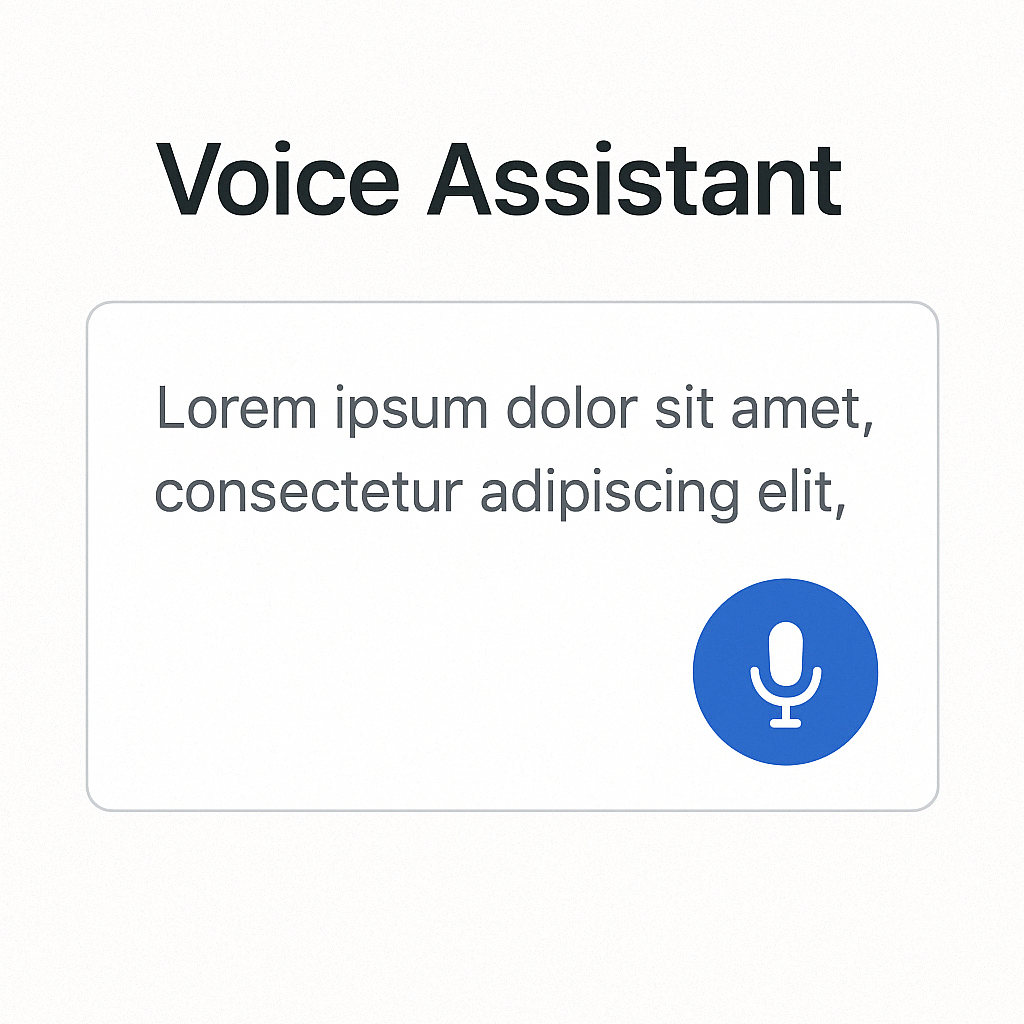 Voice Assistant
Lorem ipsum dolor sit amet,
consectetur adipiscing elit,